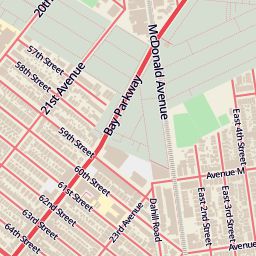 20th
McDonald Avenue
57th Street
58th Street
21st Avenue
Bay Parkway
59th Street
60th Street
61st Street
62nd Street
63rd Street
64th Street
23rd Avenue
Dahill Road
Avenue M
East 2nd Street
East 3rd Street
East 4th Street